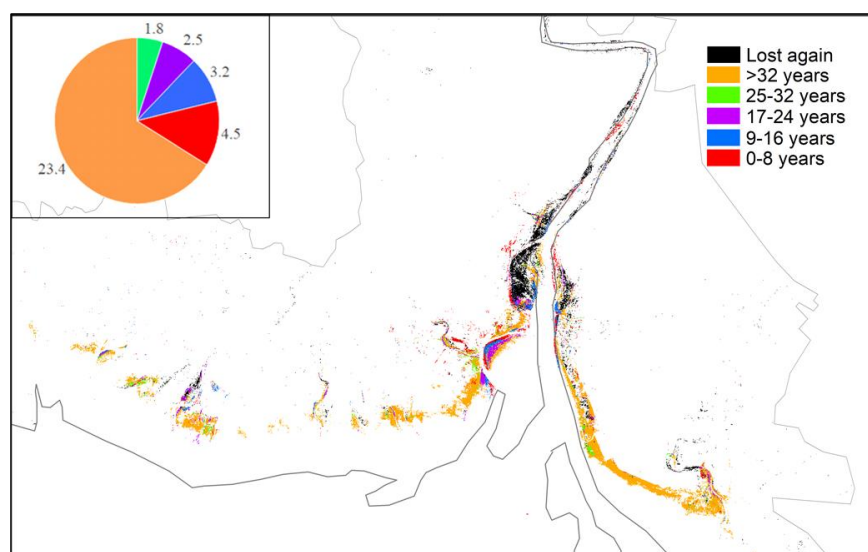 1.8
2.5
3.2
4.5
23.4
Lost again
>32 years
25-32 years
17-24 years
9-16 years
0-8 years